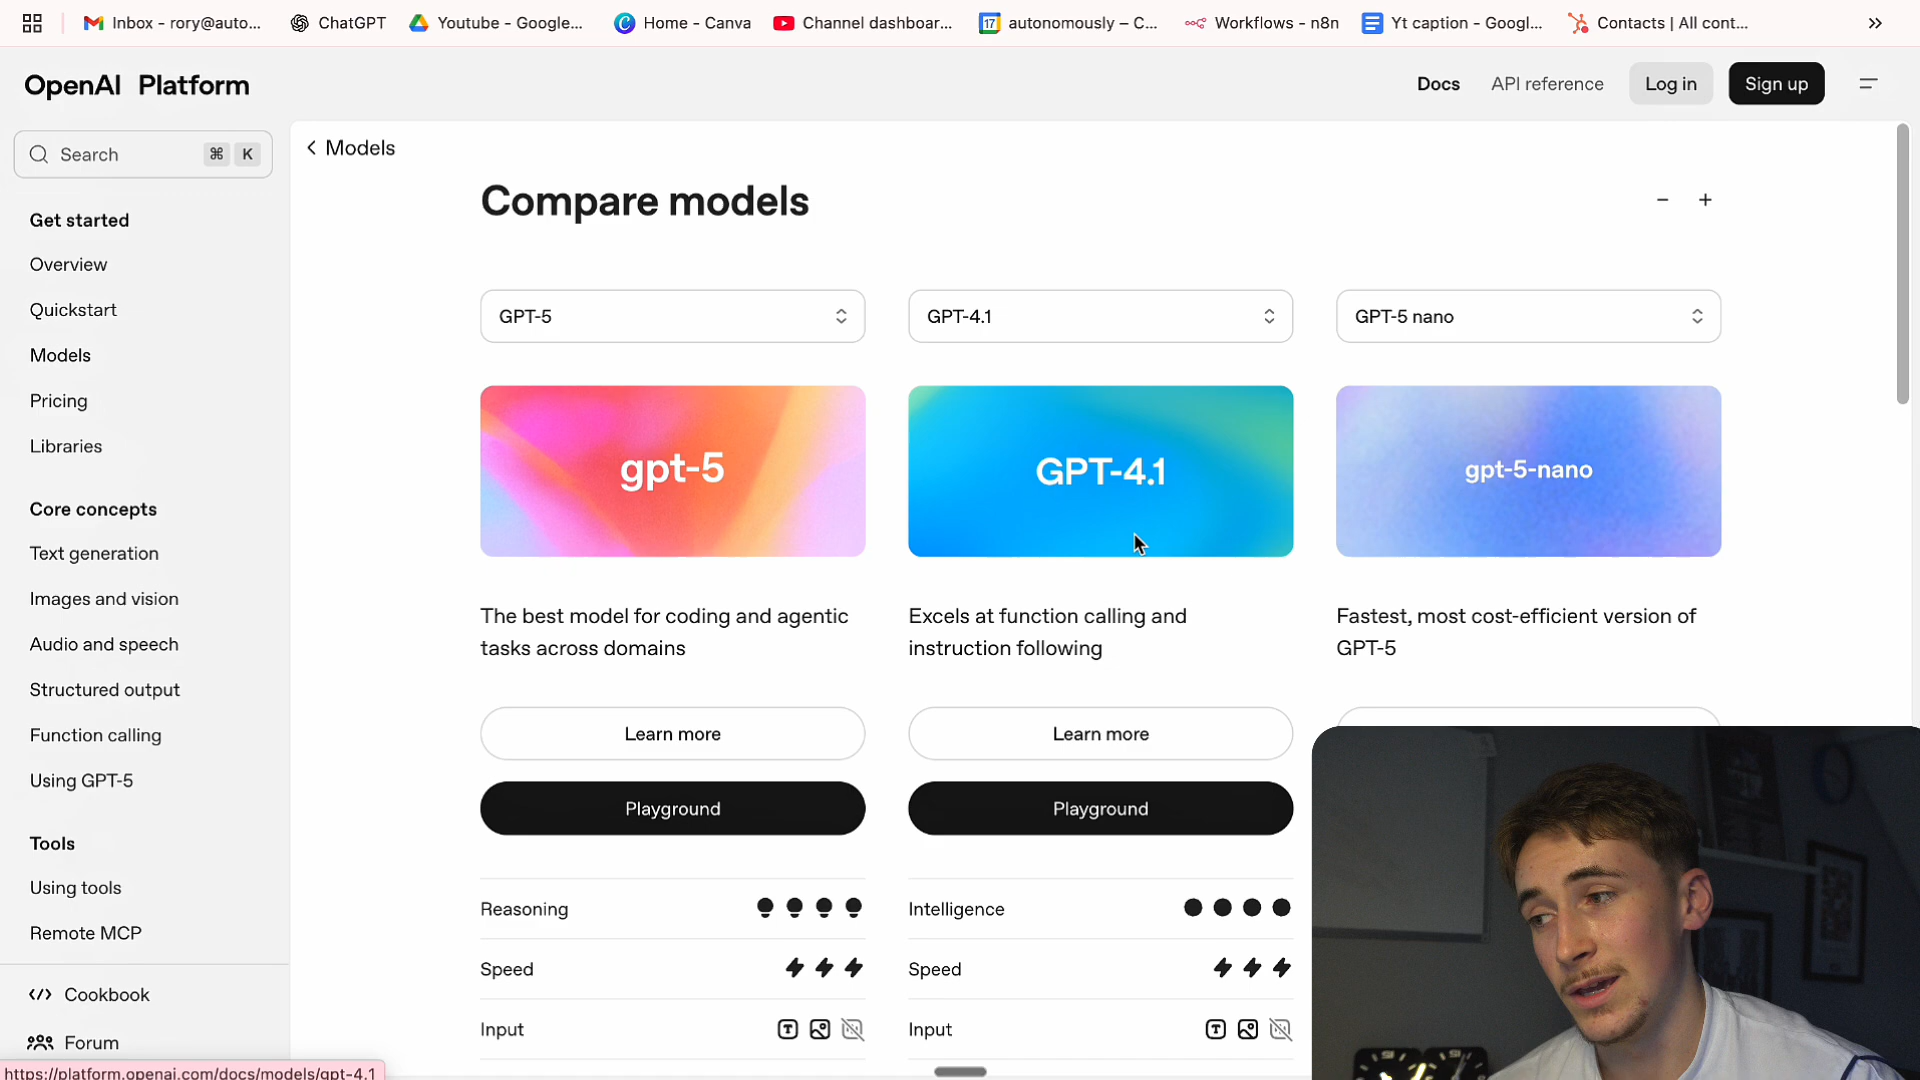 Inbox - rory@auto...
ChatGPT
Youtube - Google...
Home - Canva
Channel dashboar...
17
autonomously – C...
Workflows - n8n
Yt caption - Googl...
Contacts | All cont...
OpenAI Platform
Docs
API reference
Log in
Sign up
Search
⌘ K
Get started
Overview
Quickstart
Models
Pricing
Libraries
Core concepts
Text generation
Images and vision
Audio and speech
Structured output
Function calling
Using GPT-5
Tools
Using tools
Remote MCP
Cookbook
Forum
https://platform.openai.com/docs/models/gpt-4.1
Models
Compare models
− +
GPT-5
GPT-4.1
GPT-5 nano
gpt-5
GPT-4.1
gpt-5-nano
The best model for coding and agentic
tasks across domains
Excels at function calling and
instruction following
Fastest, most cost-efficient version of
GPT-5
Learn more
Learn more
Playground
Playground
Reasoning
Intelligence
Speed
Speed
Input
Input